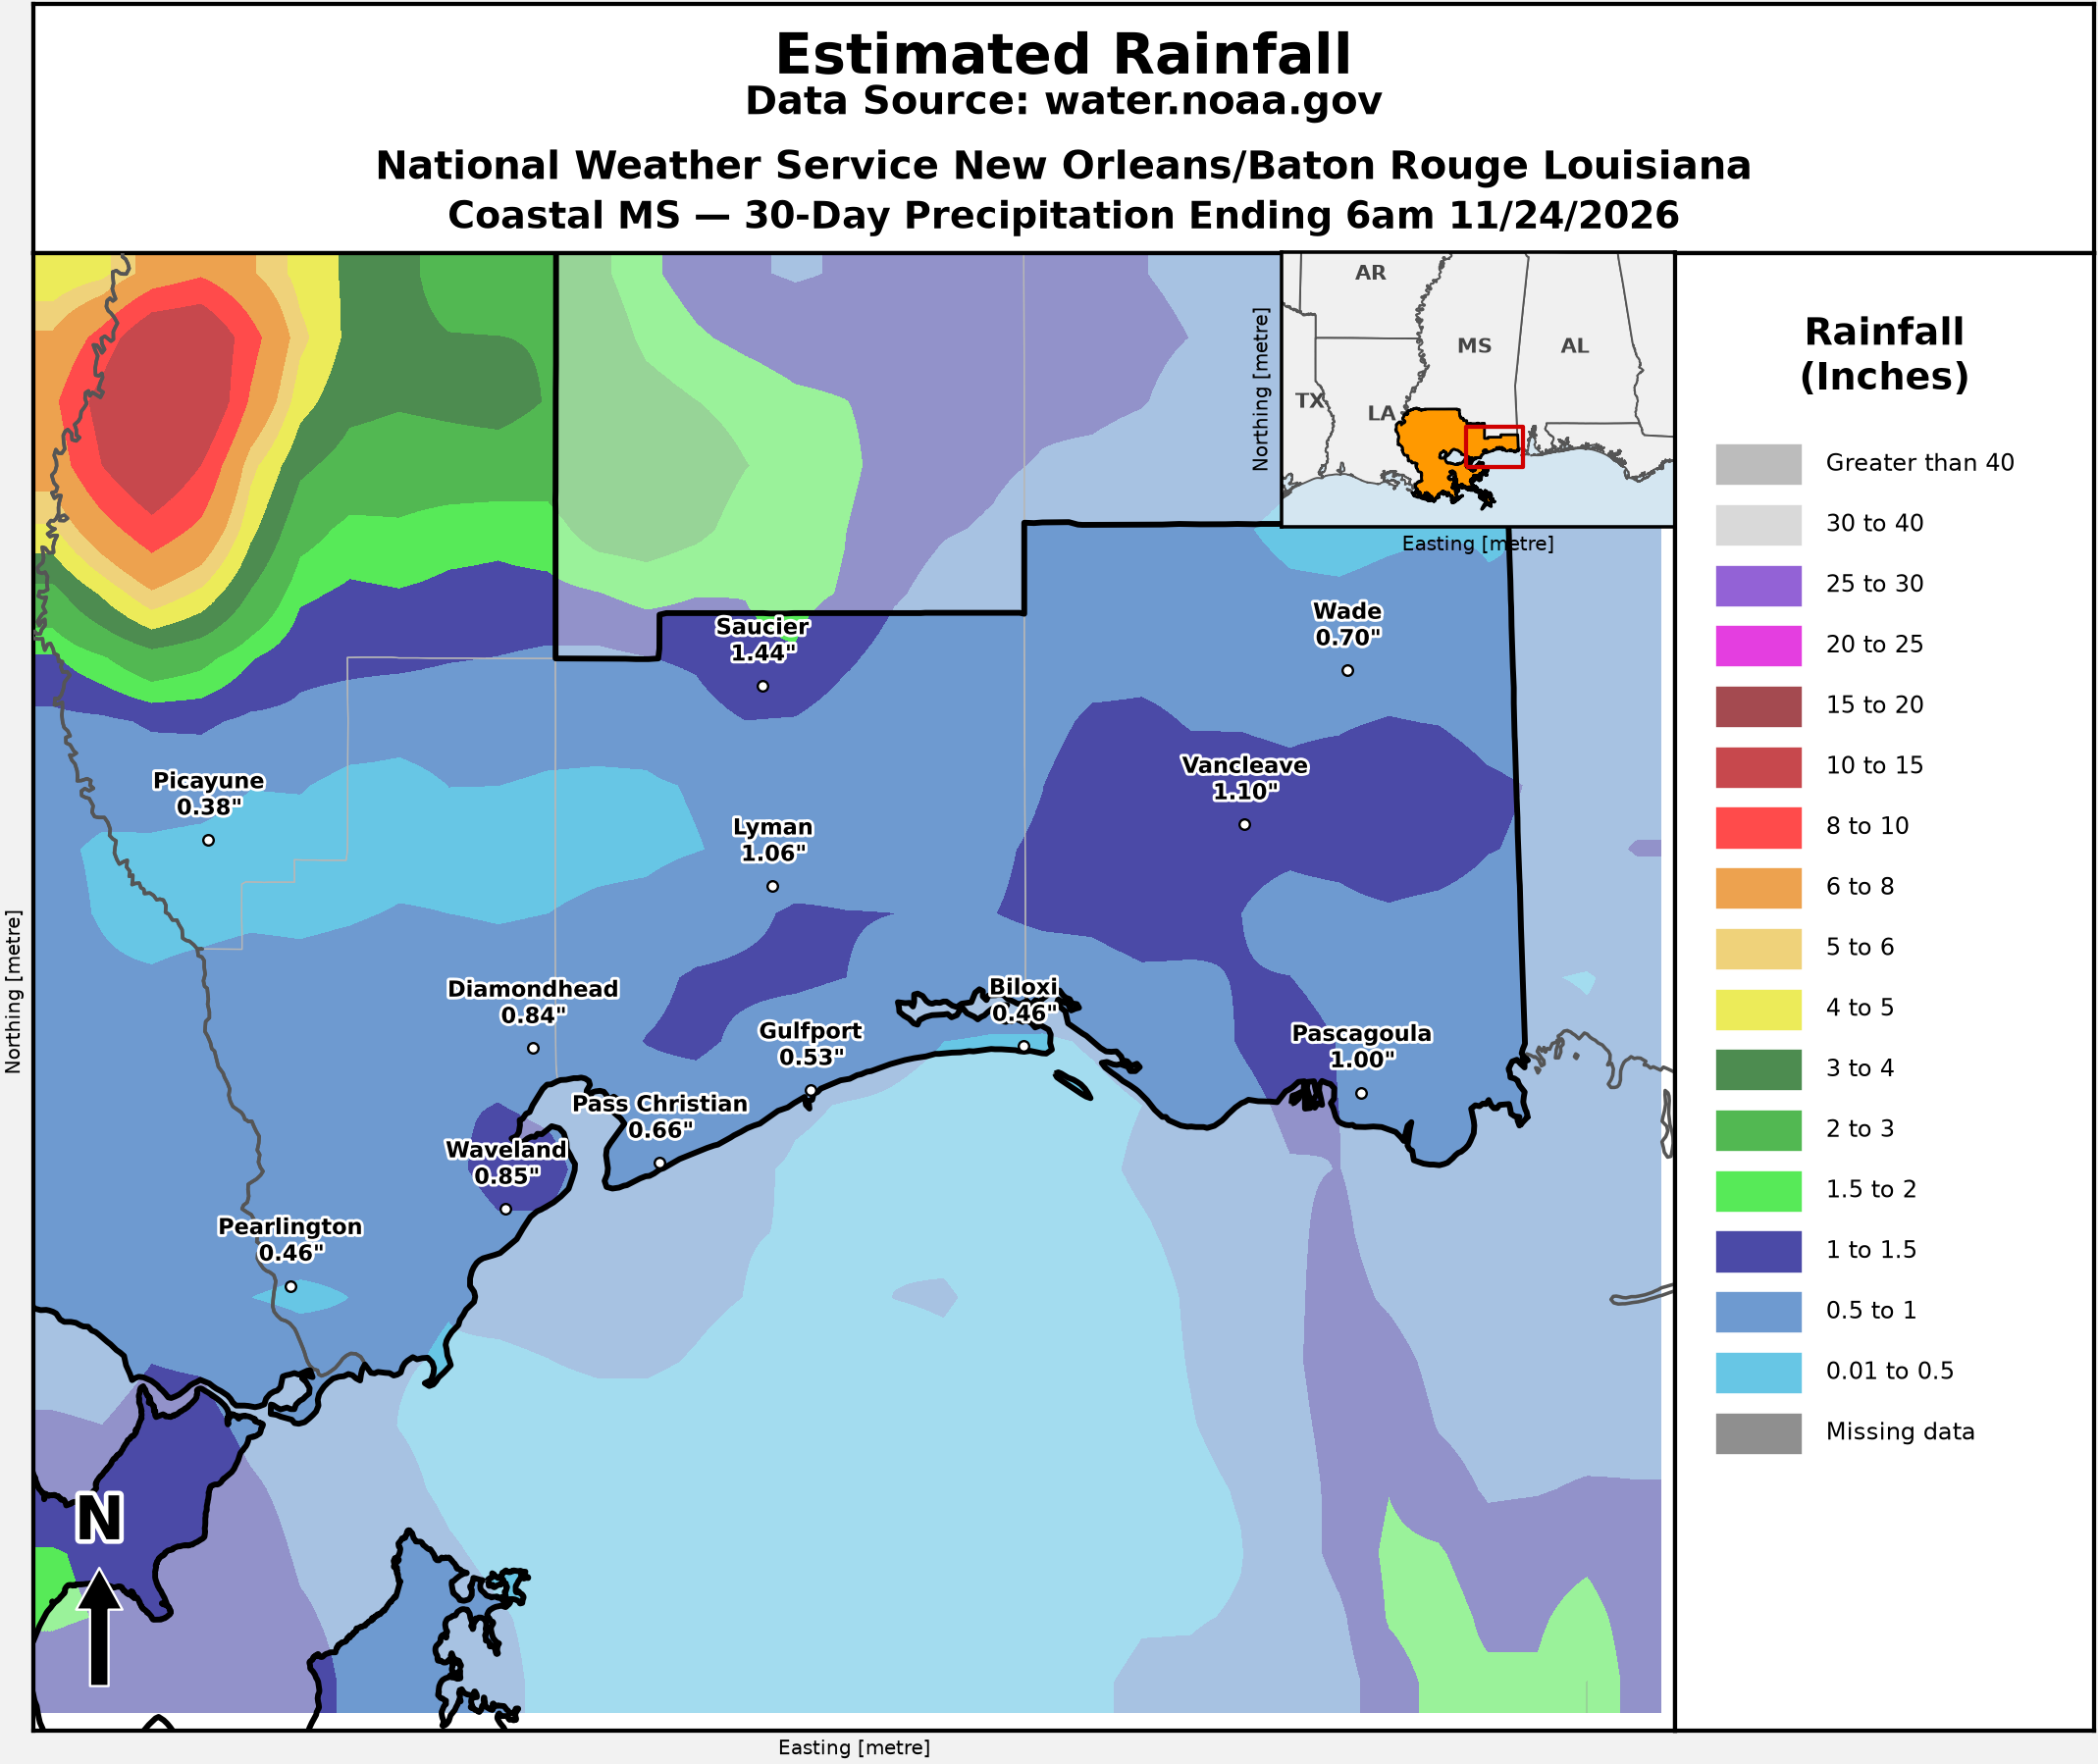 Estimated Rainfall
Data Source: water.noaa.gov
National Weather Service New Orleans/Baton Rouge Louisiana
Coastal MS — 30-Day Precipitation Ending 6am 11/24/2026
AR
MS
AL
TX
LA
Northing [metre]
Easting [metre]
Rainfall
(Inches)
Greater than 40
30 to 40
25 to 30
20 to 25
15 to 20
10 to 15
8 to 10
6 to 8
5 to 6
4 to 5
3 to 4
2 to 3
1.5 to 2
1 to 1.5
0.5 to 1
0.01 to 0.5
Missing data
Wade
0.70"
Saucier
1.44"
Vancleave
1.10"
Picayune
0.38"
Lyman
1.06"
Diamondhead
0.84"
Biloxi
0.46"
Gulfport
0.53"
Pascagoula
1.00"
Pass Christian
0.66"
Waveland
0.85"
Pearlington
0.46"
N
Northing [metre]
Easting [metre]